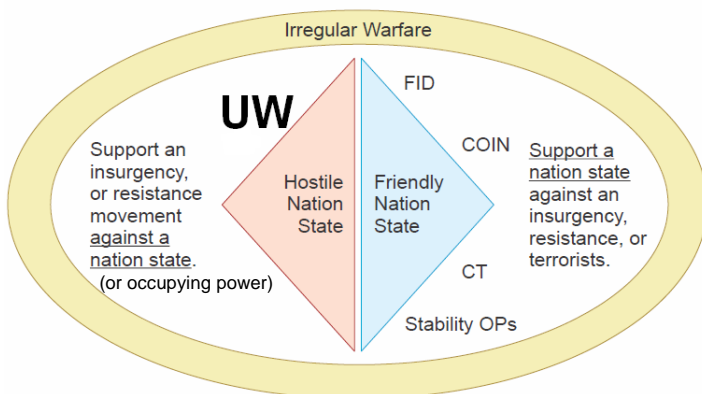 Irregular Warfare
UW
Support an
insurgency,
or resistance
movement
against a
nation state.
(or occupying power)
Hostile
Nation
State
Friendly
Nation
State
FID
COIN
CT
Stability OPs
Support a
nation state
against an
insurgency,
resistance, or
terrorists.